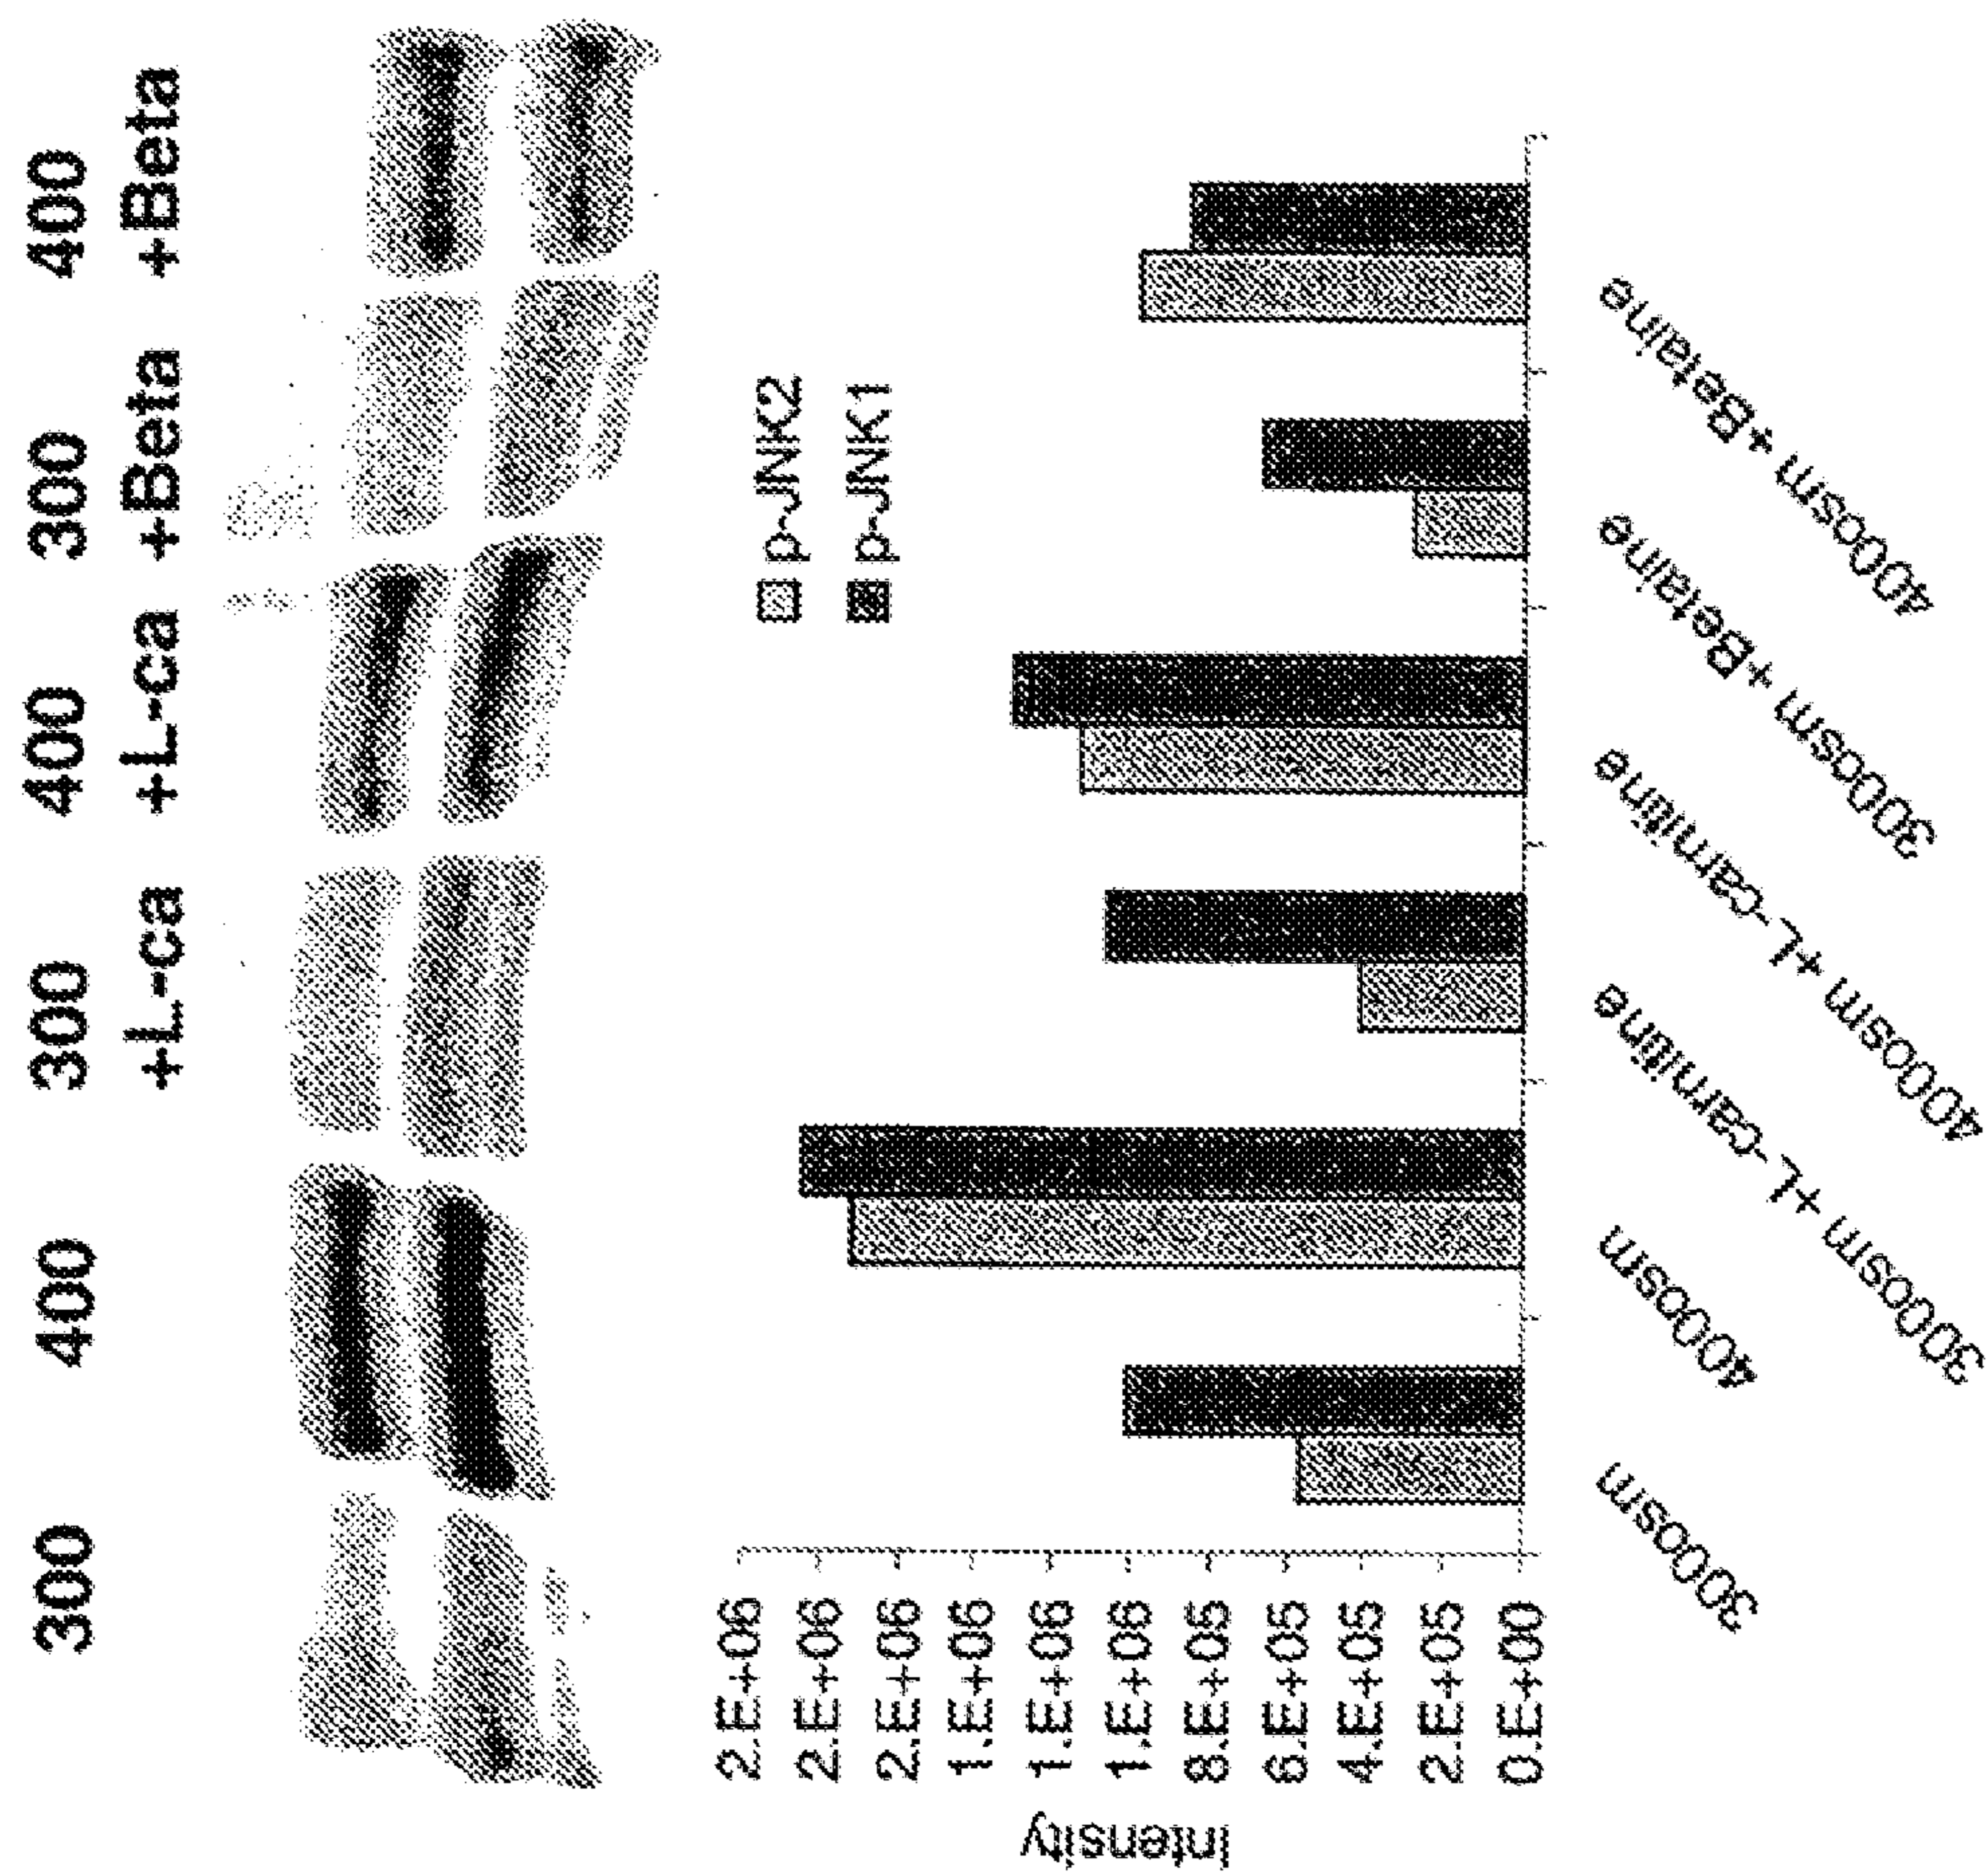 300 400 300 400 300 400
+L-ca +L-ca +Beta +Beta
p-JNK2
p-JNK1
Intensity
2.E+06
2.E+06
2.E+06
1.E+06
1.E+06
1.E+06
8.E+05
6.E+05
4.E+05
2.E+05
0.E+00
300osm
400osm
300osm +L-carnitine
400osm +L-carnitine
300osm +Betaine
400osm +Betaine